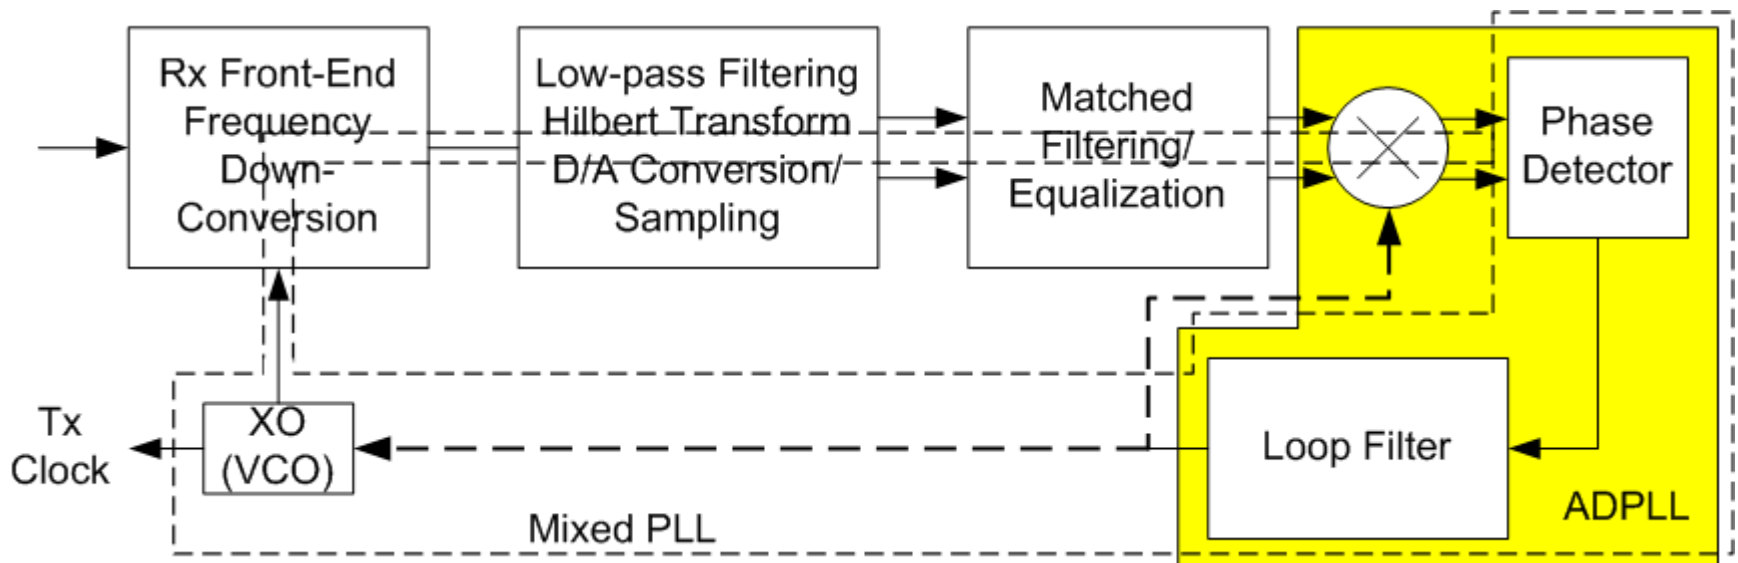 Rx Front-End
Frequency
Down-
Conversion
Low-pass Filtering
Hilbert Transform
D/A Conversion/
Sampling
Matched
Filtering/
Equalization
Phase
Detector
Tx
Clock
XO
(VCO)
Loop Filter
Mixed PLL
ADPLL